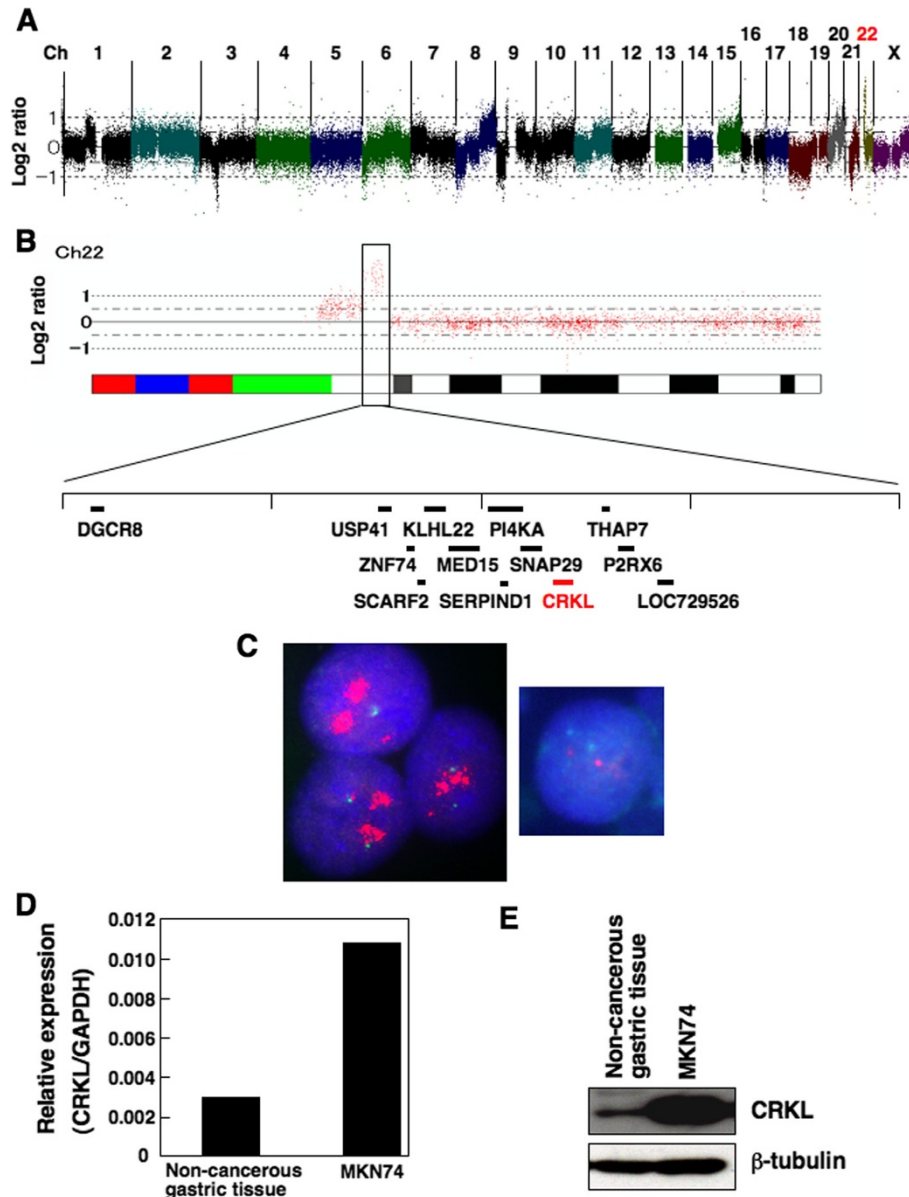 A
Ch 1 2 3 4 5 6 7 8 9 10 11 12 13 14 15 16 17 18 19 20 21 22 X
Log2 ratio
1
0
−1
B
Ch22
Log2 ratio
1
0
−1
DGCR8 USP41 KLHL22 PI4KA THAP7
ZNF74 MED15 SNAP29 P2RX6
SCARF2 SERPIND1 CRKL LOC729526
C
D
Relative expression
(CRKL/GAPDH)
0.012
0.010
0.008
0.006
0.004
0.002
0
Non-cancerous
gastric tissue
MKN74
E
Non-cancerous
gastric tissue
MKN74
CRKL
β-tubulin